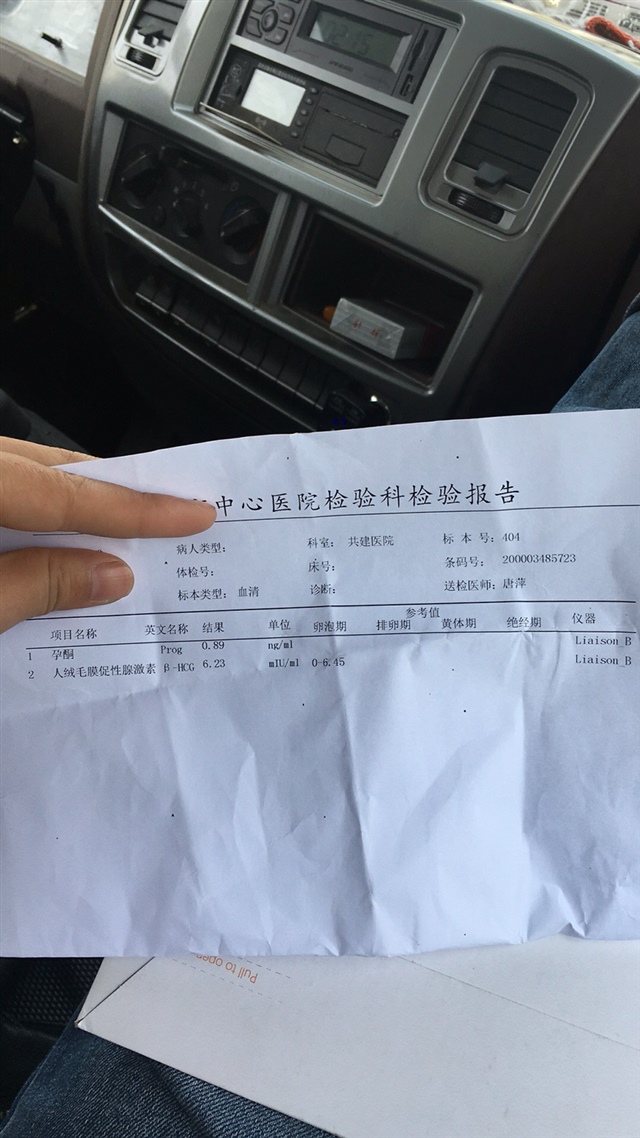 中心医院检验科检验报告
病人类型: 科室: 共建医院 标 本 号: 404
体检号: 床号: 条码号: 200003485723
标本类型: 血清 诊断: 送检医师: 唐萍
参考值
项目名称 英文名称 结果 单位 卵泡期 排卵期 黄体期 绝经期 仪器
1 孕酮 Prog 0.89 ng/ml Liaison_B
2 人绒毛膜促性腺激素 β-HCG 6.23 mIU/ml 0-6.45 Liaison_B
Pull to open